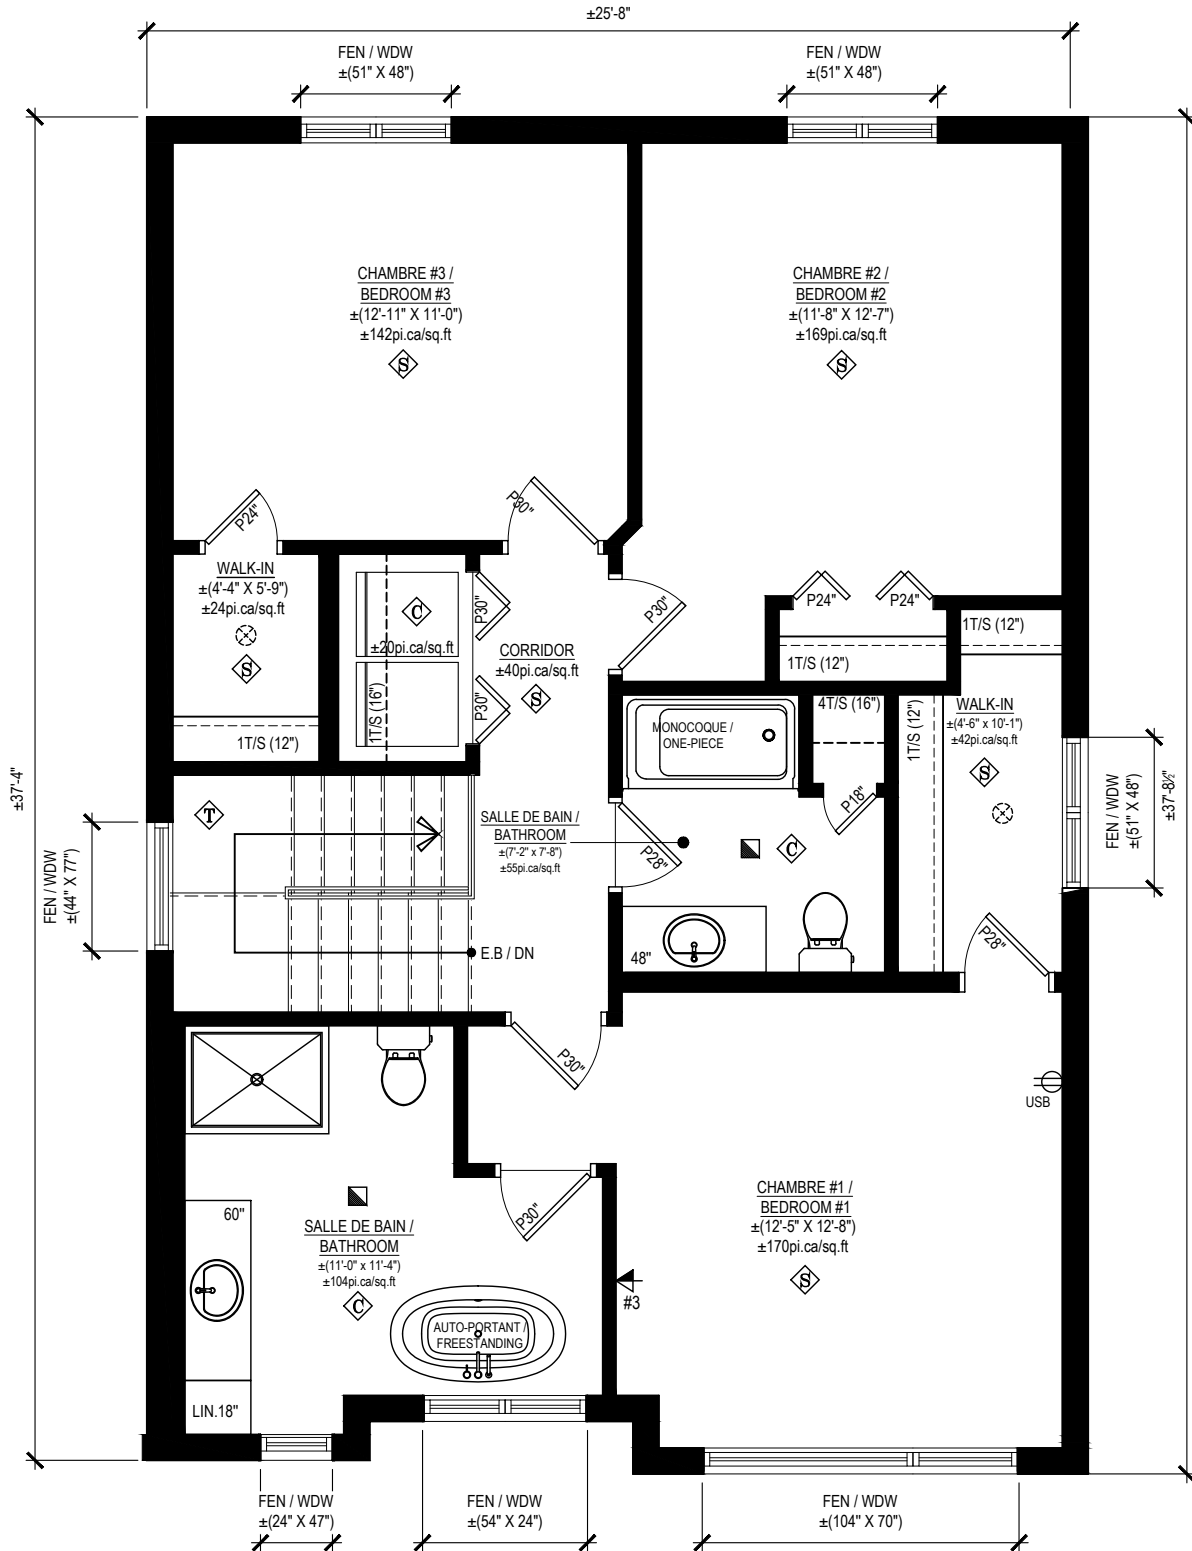 ±25'-8"
FEN / WDW
±(51" X 48")
FEN / WDW
±(51" X 48")
CHAMBRE #3 /
BEDROOM #3
±(12'-11" X 11'-0")
±142pi.ca/sq.ft
S
CHAMBRE #2 /
BEDROOM #2
±(11'-8" X 12'-7")
±169pi.ca/sq.ft
S
P24"
P30"
WALK-IN
±(4'-4" X 5'-9")
±24pi.ca/sq.ft
S
1T/S (12")
C
±20pi.ca/sq.ft
1T/S (16")
P30"
P30"
CORRIDOR
±40pi.ca/sq.ft
S
P30"
P24"
P24"
1T/S (12")
1T/S (12")
MONOCOQUE /
ONE-PIECE
4T/S (16")
P18"
1T/S (12")
WALK-IN
±(4'-6" x 10'-1")
±42pi.ca/sq.ft
S
FEN / WDW
±(51" X 48")
±37'-8½"
±37'-4"
FEN / WDW
±(44" X 77")
T
SALLE DE BAIN /
BATHROOM
±(7'-2" x 7'-8")
±55pi.ca/sq.ft
P28"
C
48"
P28"
E.B / DN
P30"
USB
60"
SALLE DE BAIN /
BATHROOM
±(11'-0" x 11'-4")
±104pi.ca/sq.ft
C
P30"
CHAMBRE #1 /
BEDROOM #1
±(12'-5" X 12'-8")
±170pi.ca/sq.ft
S
#3
AUTO-PORTANT /
FREESTANDING
LIN.18"
FEN / WDW
±(24" X 47")
FEN / WDW
±(54" X 24")
FEN / WDW
±(104" X 70")